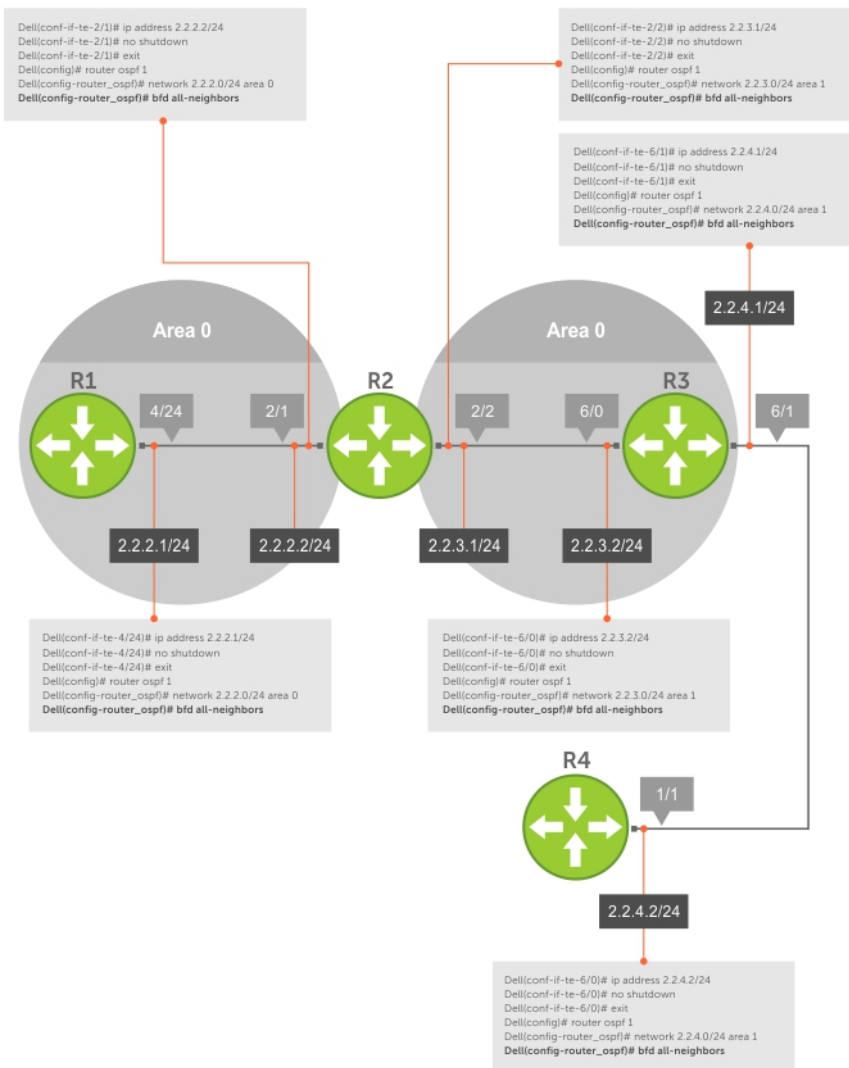 Dell(conf-if-te-2/1)# ip address 2.2.2.2/24
Dell(conf-if-te-2/1)# no shutdown
Dell(conf-if-te-2/1)# exit
Dell(config)# router ospf 1
Dell(config-router_ospf)# network 2.2.2.0/24 area 0
Dell(config-router_ospf)# bfd all-neighbors
Dell(conf-if-te-2/2)# ip address 2.2.3.1/24
Dell(conf-if-te-2/2)# no shutdown
Dell(conf-if-te-2/2)# exit
Dell(config)# router ospf 1
Dell(config-router_ospf)# network 2.2.3.0/24 area 1
Dell(config-router_ospf)# bfd all-neighbors
Dell(conf-if-te-6/1)# ip address 2.2.4.1/24
Dell(conf-if-te-6/1)# no shutdown
Dell(conf-if-te-6/1)# exit
Dell(config)# router ospf 1
Dell(config-router_ospf)# network 2.2.4.0/24 area 1
Dell(config-router_ospf)# bfd all-neighbors
2.2.4.1/24
Area 0
Area 0
R1
R2
R3
4/24
2/1
2/2
6/0
6/1
2.2.2.1/24
2.2.2.2/24
2.2.3.1/24
2.2.3.2/24
Dell(conf-if-te-4/24)# ip address 2.2.2.1/24
Dell(conf-if-te-4/24)# no shutdown
Dell(conf-if-te-4/24)# exit
Dell(config)# router ospf 1
Dell(config-router_ospf)# network 2.2.2.0/24 area 0
Dell(config-router_ospf)# bfd all-neighbors
Dell(conf-if-te-6/0)# ip address 2.2.3.2/24
Dell(conf-if-te-6/0)# no shutdown
Dell(conf-if-te-6/0)# exit
Dell(config)# router ospf 1
Dell(config-router_ospf)# network 2.2.3.0/24 area 1
Dell(config-router_ospf)# bfd all-neighbors
R4
1/1
2.2.4.2/24
Dell(conf-if-te-6/0)# ip address 2.2.4.2/24
Dell(conf-if-te-6/0)# no shutdown
Dell(conf-if-te-6/0)# exit
Dell(config)# router ospf 1
Dell(config-router_ospf)# network 2.2.4.0/24 area 1
Dell(config-router_ospf)# bfd all-neighbors